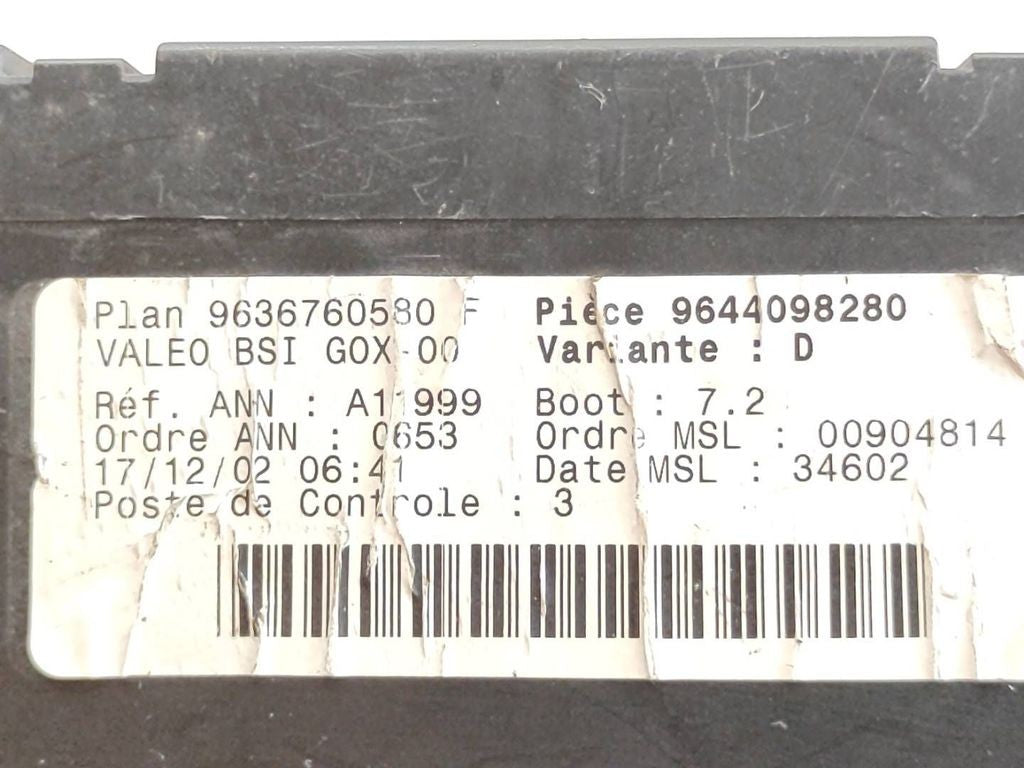 Plan 9636760580 F
VALEO BSI GOX-00
Réf. ANN : A11999
Ordre ANN : 0653
17/12/02 06:41
Poste de Controle : 3
Pièce 9644098280
Variante : D
Boot : 7.2
Ordre MSL : 00904814
Date MSL : 34602